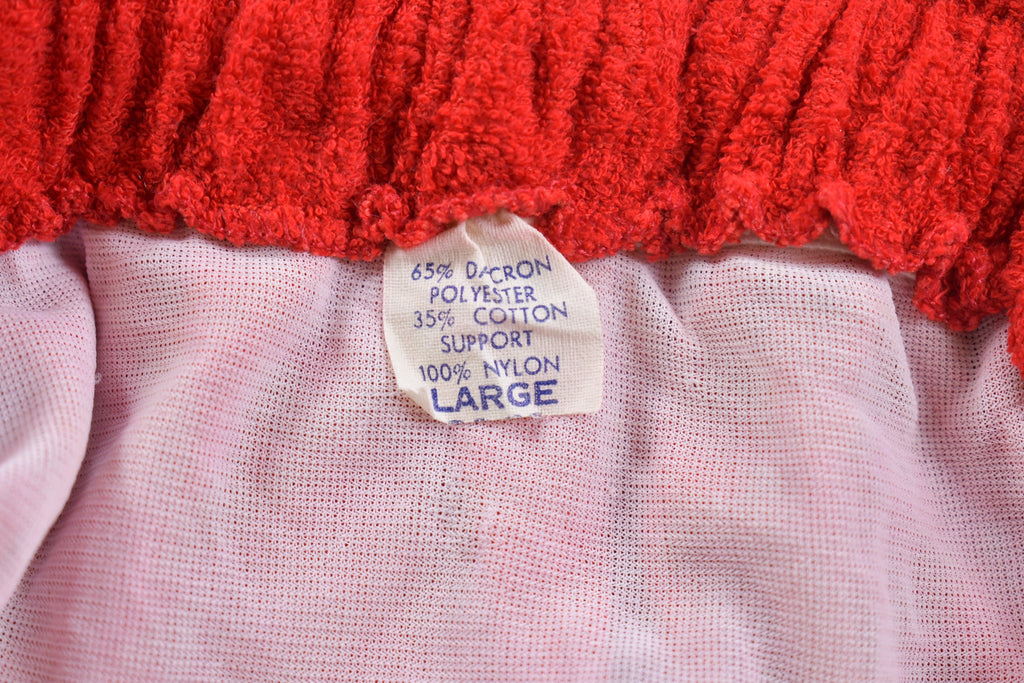 65% DACRON
POLYESTER
35% COTTON
SUPPORT
100% NYLON
LARGE